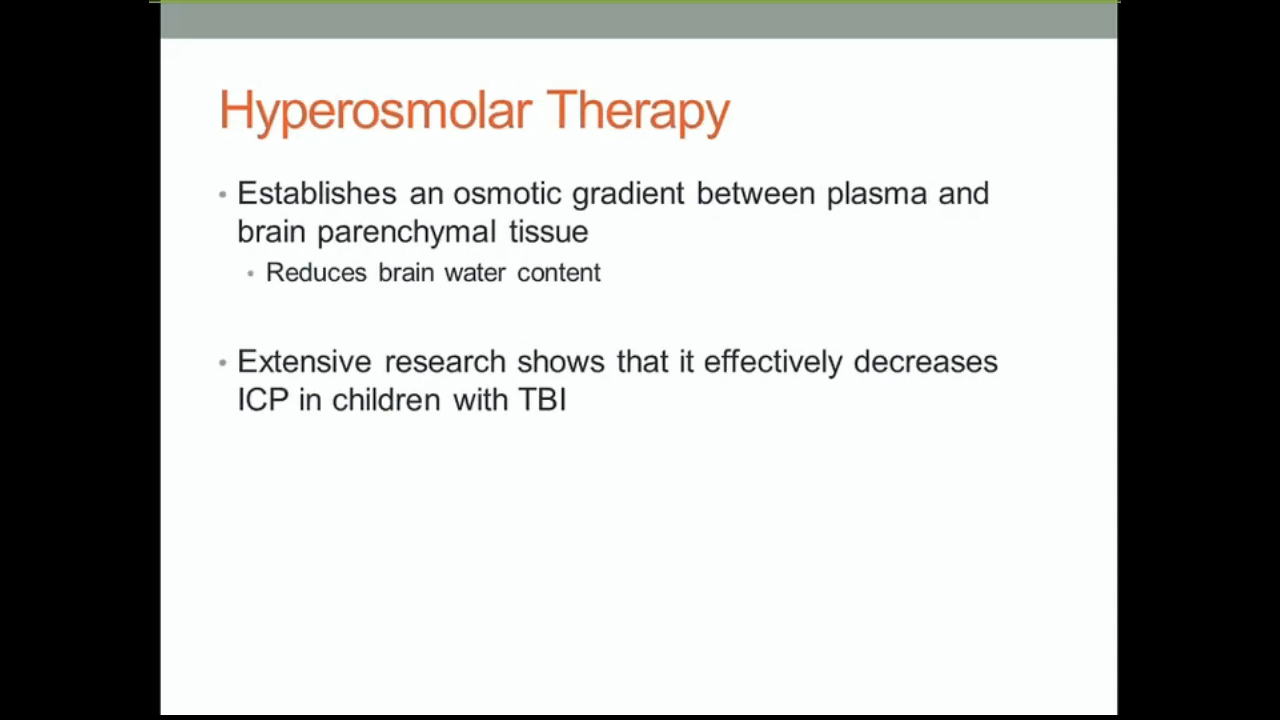 Hyperosmolar Therapy
• Establishes an osmotic gradient between plasma and
brain parenchymal tissue
• Reduces brain water content
• Extensive research shows that it effectively decreases
ICP in children with TBI